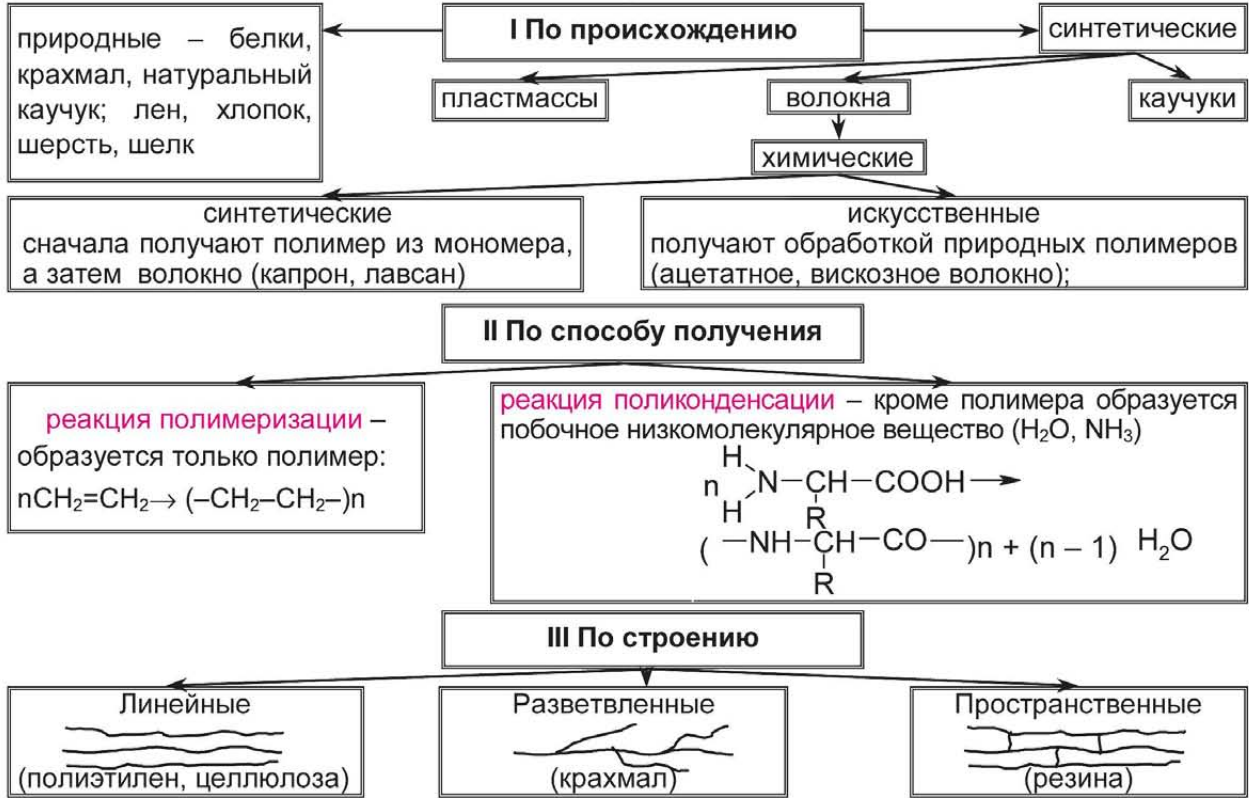 I По происхождению
природные – белки,
крахмал, натуральный
каучук; лен, хлопок,
шерсть, шелк
синтетические
пластмассы
волокна
каучуки
химические
синтетические
сначала получают полимер из мономера,
а затем волокно (капрон, лавсан)
искусственные
получают обработкой природных полимеров
(ацетатное, вискозное волокно);
II По способу получения
реакция полимеризации –
образуется только полимер:
nCH₂=CH₂→ (–CH₂–CH₂–)n
реакция поликонденсации – кроме полимера образуется
побочное низкомолекулярное вещество (H₂O, NH₃)
H
n N–CH–COOH→
H
R
( –NH–CH–CO– )n + (n – 1) H₂O
R
III По строению
Линейные
(полиэтилен, целлюлоза)
Разветвленные
(крахмал)
Пространственные
(резина)